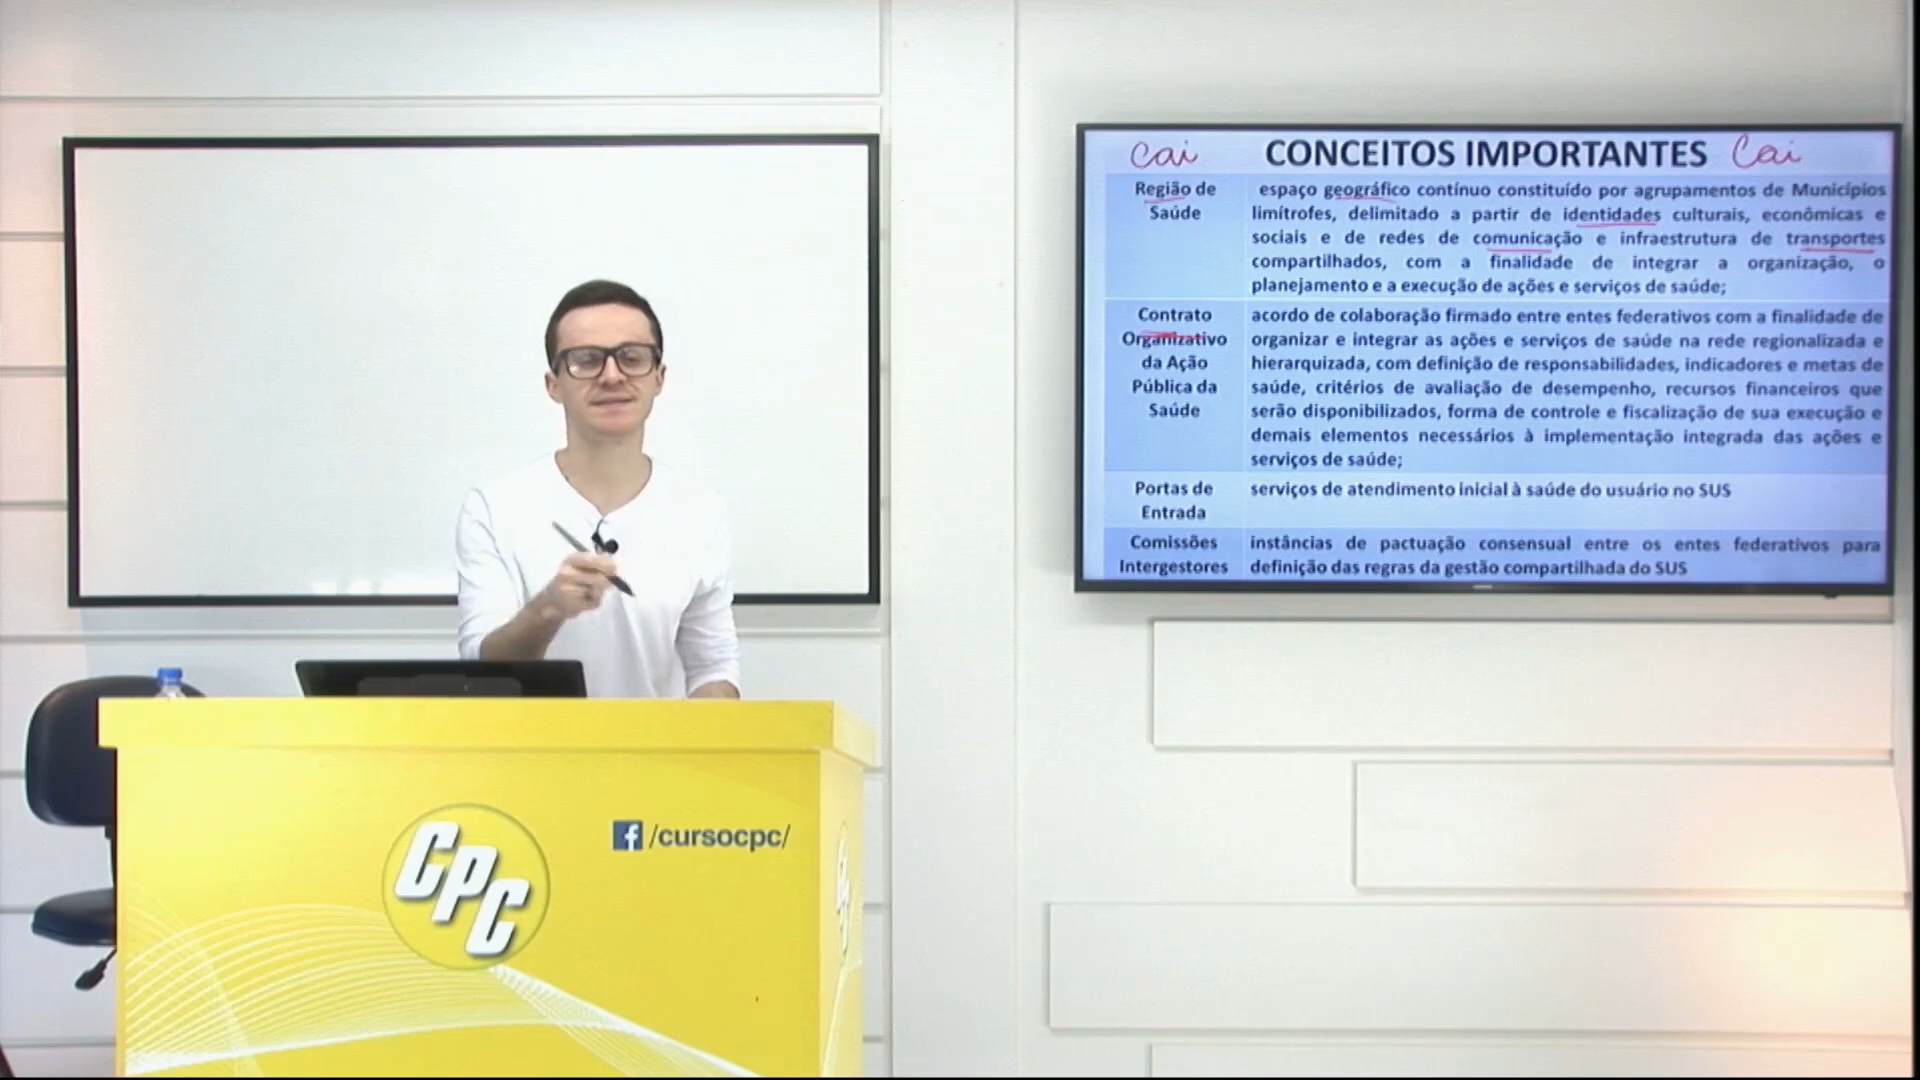 cai CONCEITOS IMPORTANTES Cai
Região de
Saúde
espaço geográfico contínuo constituído por agrupamentos de Municípios
limítrofes, delimitado a partir de identidades culturais, econômicas e
sociais e de redes de comunicação e infraestrutura de transportes
compartilhados, com a finalidade de integrar a organização, o
planejamento e a execução de ações e serviços de saúde;
Contrato
Organizativo
da Ação
Pública da
Saúde
acordo de colaboração firmado entre entes federativos com a finalidade de
organizar e integrar as ações e serviços de saúde na rede regionalizada e
hierarquizada, com definição de responsabilidades, indicadores e metas de
saúde, critérios de avaliação de desempenho, recursos financeiros que
serão disponibilizados, forma de controle e fiscalização de sua execução e
demais elementos necessários à implementação integrada das ações e
serviços de saúde;
Portas de
Entrada
serviços de atendimento inicial à saúde do usuário no SUS
Comissões
Intergestores
instâncias de pactuação consensual entre os entes federativos para
definição das regras da gestão compartilhada do SUS
CPC
f /cursocpc/